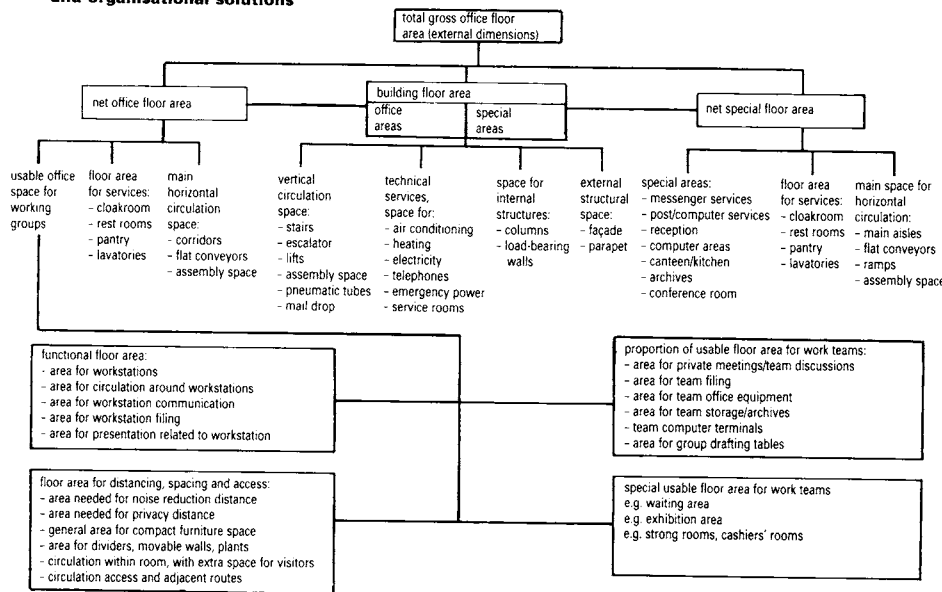 and organisational solutions
total gross office floor
area (external dimensions)
net office floor area
building floor area
office
areas
special
areas
net special floor area
usable office
space for
working
groups
floor area
for services:
- cloakroom
- rest rooms
- pantry
- lavatories
main
horizontal
circulation
space:
- corridors
- flat conveyors
- assembly space
vertical
circulation
space:
- stairs
- escalator
- lifts
- assembly space
- pneumatic tubes
- mail drop
technical
services,
space for:
- air conditioning
- heating
- electricity
- telephones
- emergency power
- service rooms
space for
internal
structures:
- columns
- load-bearing
walls
external
structural
space:
- façade
- parapet
special areas:
- messenger services
- post/computer services
- reception
- computer areas
- canteen/kitchen
- archives
- conference room
floor area
for services:
- cloakroom
- rest rooms
- pantry
- lavatories
main space for
horizontal
circulation:
- main aisles
- flat conveyors
- ramps
- assembly space
functional floor area:
- area for workstations
- area for circulation around workstations
- area for workstation communication
- area for workstation filing
- area for presentation related to workstation
proportion of usable floor area for work teams:
- area for private meetings/team discussions
- area for team filing
- area for team office equipment
- area for team storage/archives
- team computer terminals
- area for group drafting tables
floor area for distancing, spacing and access:
- area needed for noise reduction distance
- area needed for privacy distance
- general area for compact furniture space
- area for dividers, movable walls, plants
- circulation within room, with extra space for visitors
- circulation access and adjacent routes
special usable floor area for work teams
e.g. waiting area
e.g. exhibition area
e.g. strong rooms, cashiers' rooms